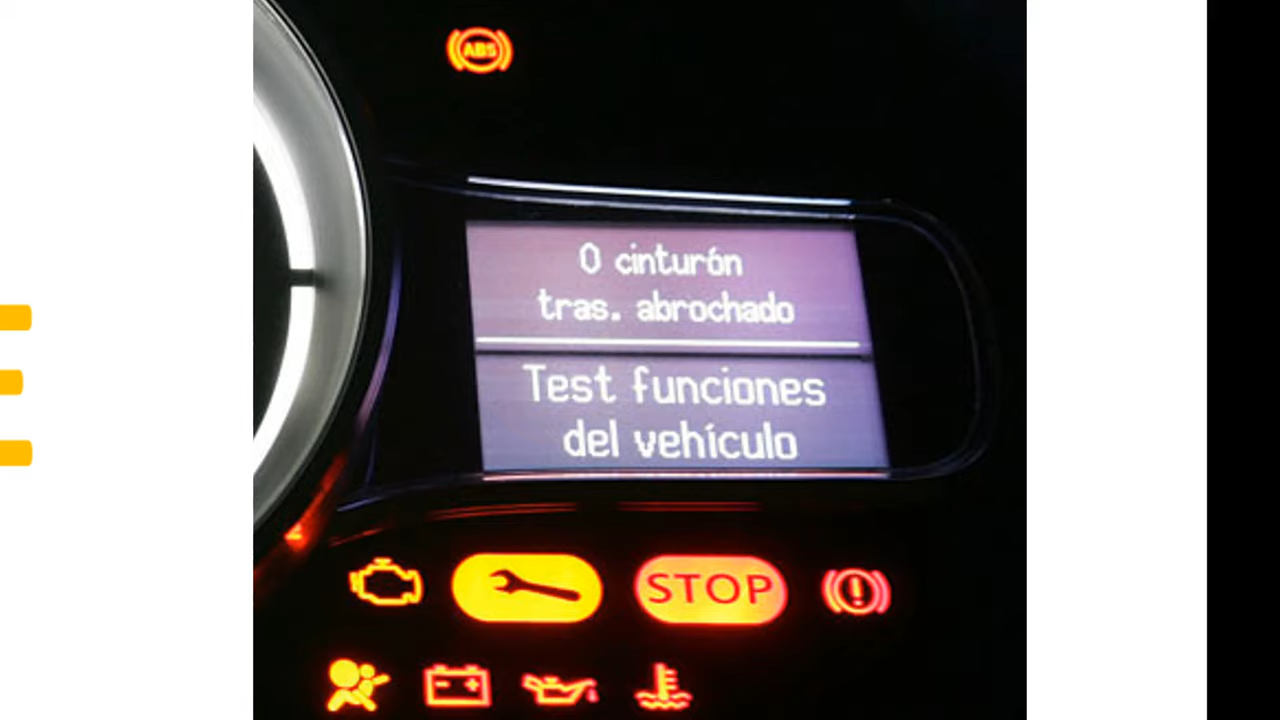 ABS
0 cinturón
tras. abrochado
Test funciones
del vehículo
STOP